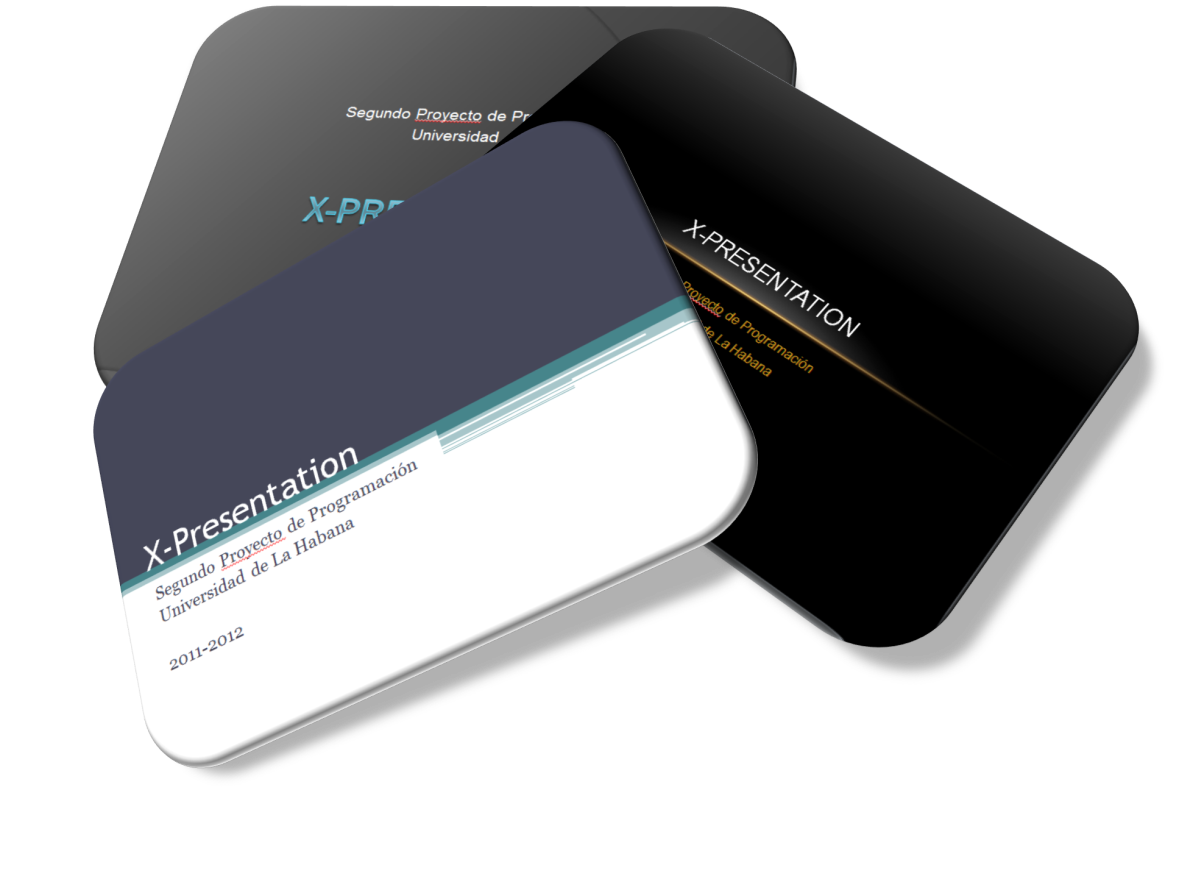 Segundo Proyecto de Pr
Universidad
X-PRE
X-PRESENTATION
Proyecto de Programación
de La Habana
X-Presentation
Segundo Proyecto de Programación
Universidad de La Habana
2011-2012